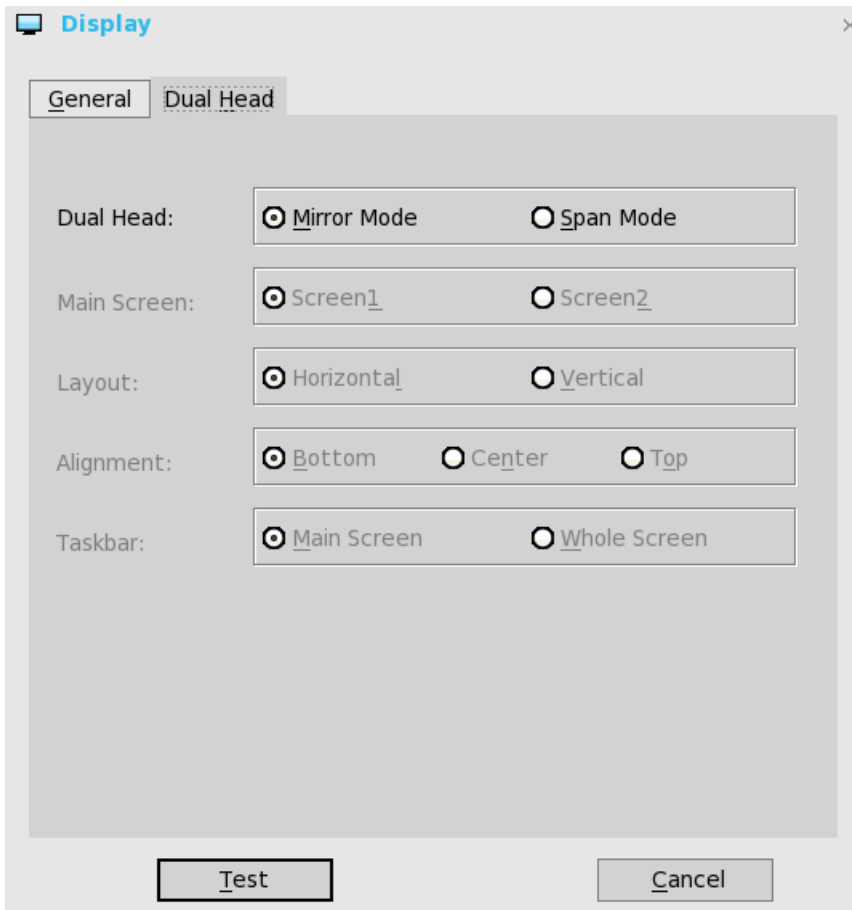 Display
General Dual Head
Dual Head: Mirror Mode Span Mode
Main Screen: Screen1 Screen2
Layout: Horizontal Vertical
Alignment: Bottom Center Top
Taskbar: Main Screen Whole Screen
Test Cancel